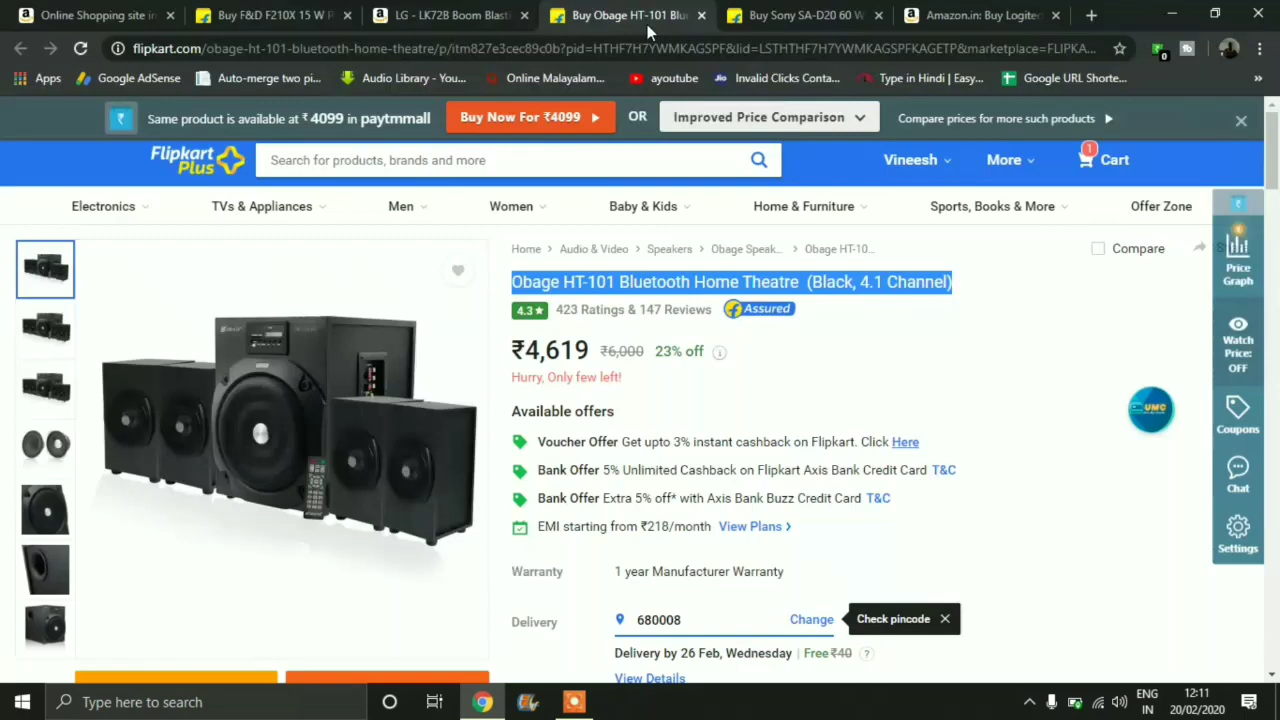 Online Shopping site in
Buy F&D F210X 15 W P
LG - LK72B Boom Blasti
Buy Obage HT-101 Blu
Buy Sony SA-D20 60 W
Amazon.in: Buy Logitec
flipkart.com/obage-ht-101-bluetooth-home-theatre/p/itm827e3cec89c0b?pid=HTHF7H7YWMKAGSPF&lid=LSTHTHF7H7YWMKAGSPFKAGETP&marketplace=FLIPKA...
0
Apps
Google AdSense
Auto-merge two pi...
Audio Library - You...
Online Malayalam...
ayoutube
Jio
Invalid Clicks Conta...
Type in Hindi | Easy...
Google URL Shorte...
»
Same product is available at ₹4099 in paytmmall
Buy Now For ₹4099
OR
Improved Price Comparison
Compare prices for more such products
Flipkart
Plus
Search for products, brands and more
Vineesh
More
1
Cart
Electronics
TVs & Appliances
Men
Women
Baby & Kids
Home & Furniture
Sports, Books & More
Offer Zone
Home > Audio & Video > Speakers > Obage Speak... > Obage HT-10...
Compare
Obage HT-101 Bluetooth Home Theatre (Black, 4.1 Channel)
4.3★ 423 Ratings & 147 Reviews
Assured
₹4,619 ₹6,000 23% off
Hurry, Only few left!
Available offers
Voucher Offer Get upto 3% instant cashback on Flipkart. Click Here
Bank Offer 5% Unlimited Cashback on Flipkart Axis Bank Credit Card T&C
Bank Offer Extra 5% off* with Axis Bank Buzz Credit Card T&C
EMI starting from ₹218/month View Plans >
Warranty
1 year Manufacturer Warranty
Delivery
680008
Change
Check pincode
Delivery by 26 Feb, Wednesday | Free ₹40 ?
View Details
₹
Price
Graph
Watch
Price:
OFF
Coupons
Chat
Settings
UMC
Type here to search
ENG
IN
12:11
20/02/2020